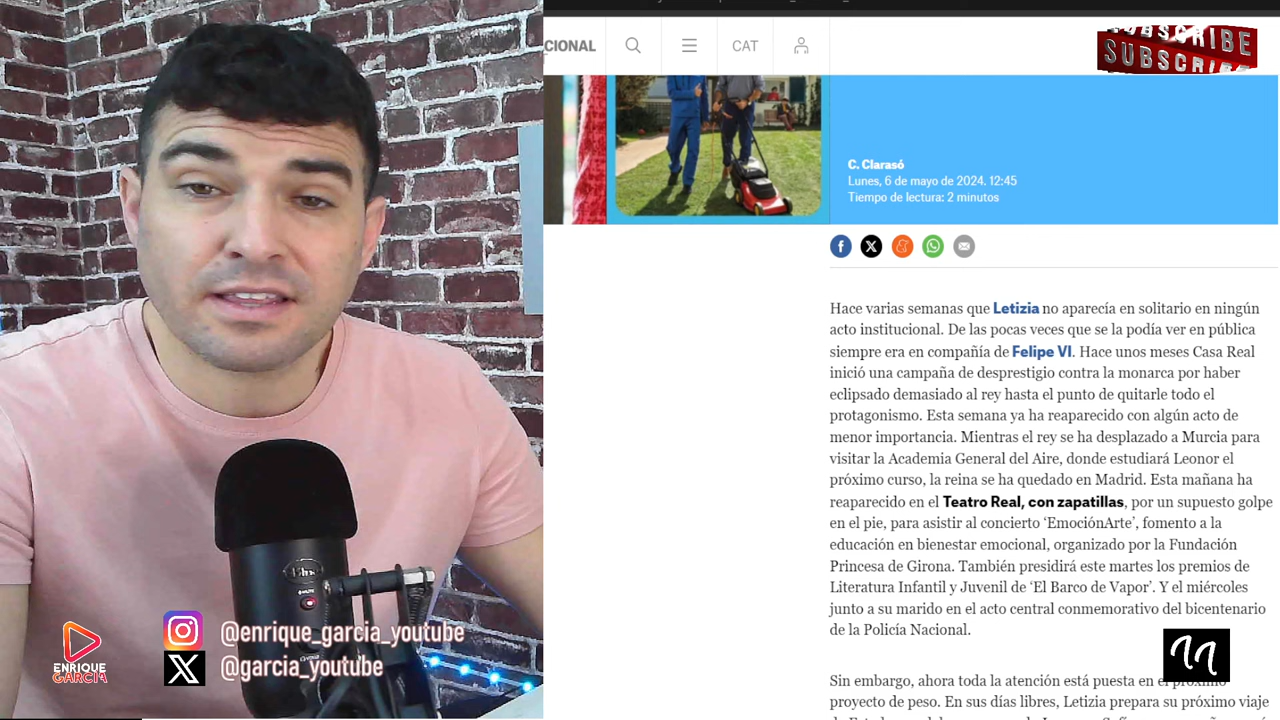 CIONAL
CAT
SUBSCRIBE
SUBSCRIBE
C. Clarasó
Lunes, 6 de mayo de 2024. 12:45
Tiempo de lectura: 2 minutos
Hace varias semanas que Letizia no aparecía en solitario en ningún
acto institucional. De las pocas veces que se la podía ver en pública
siempre era en compañía de Felipe VI. Hace unos meses Casa Real
inició una campaña de desprestigio contra la monarca por haber
eclipsado demasiado al rey hasta el punto de quitarle todo el
protagonismo. Esta semana ya ha reaparecido con algún acto de
menor importancia. Mientras el rey se ha desplazado a Murcia para
visitar la Academia General del Aire, donde estudiará Leonor el
próximo curso, la reina se ha quedado en Madrid. Esta mañana ha
reaparecido en el Teatro Real, con zapatillas, por un supuesto golpe
en el pie, para asistir al concierto ‘EmociónArte’, fomento a la
educación en bienestar emocional, organizado por la Fundación
Princesa de Girona. También presidirá este martes los premios de
Literatura Infantil y Juvenil de ‘El Barco de Vapor’. Y el miércoles
junto a su marido en el acto central conmemorativo del bicentenario
de la Policía Nacional.
Sin embargo, ahora toda la atención está puesta en el próximo
proyecto de peso. En sus días libres, Letizia prepara su próximo viaje
Blue
@enrique_garcia_youtube
@garcia_youtube
ENRIQUE
GARCIA